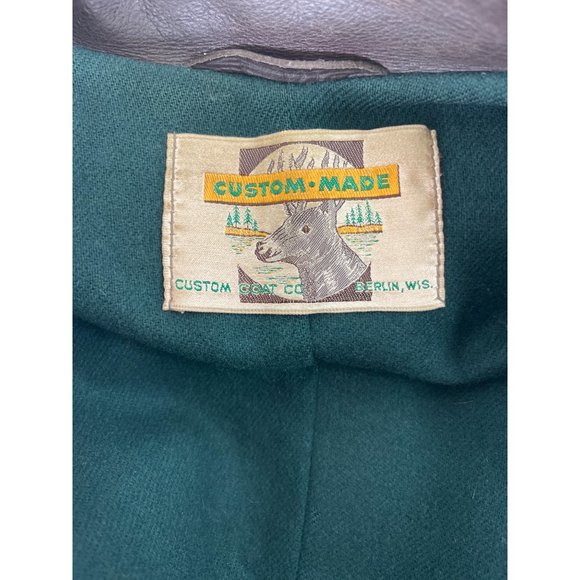 CUSTOM•MADE
CUSTOM COAT CO BERLIN, WIS.